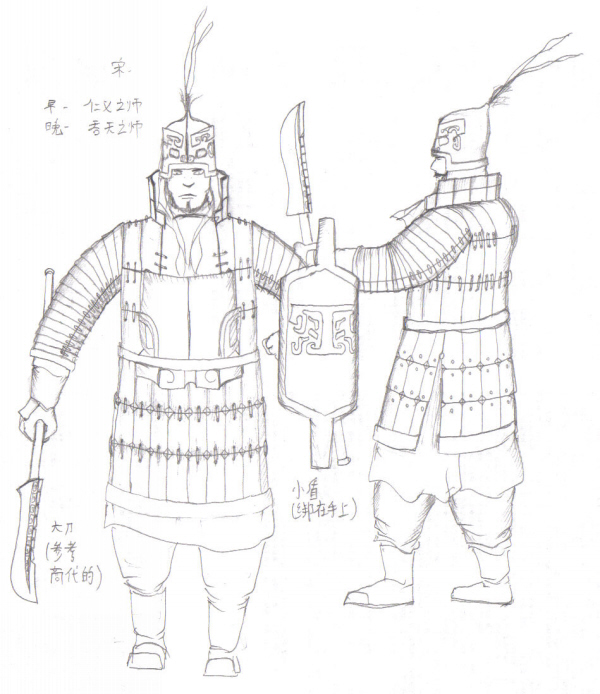 宋-
早- 仁义之师
晚- 吞天之师
大刀
(参考
商代的)
小盾
(绑在手上)